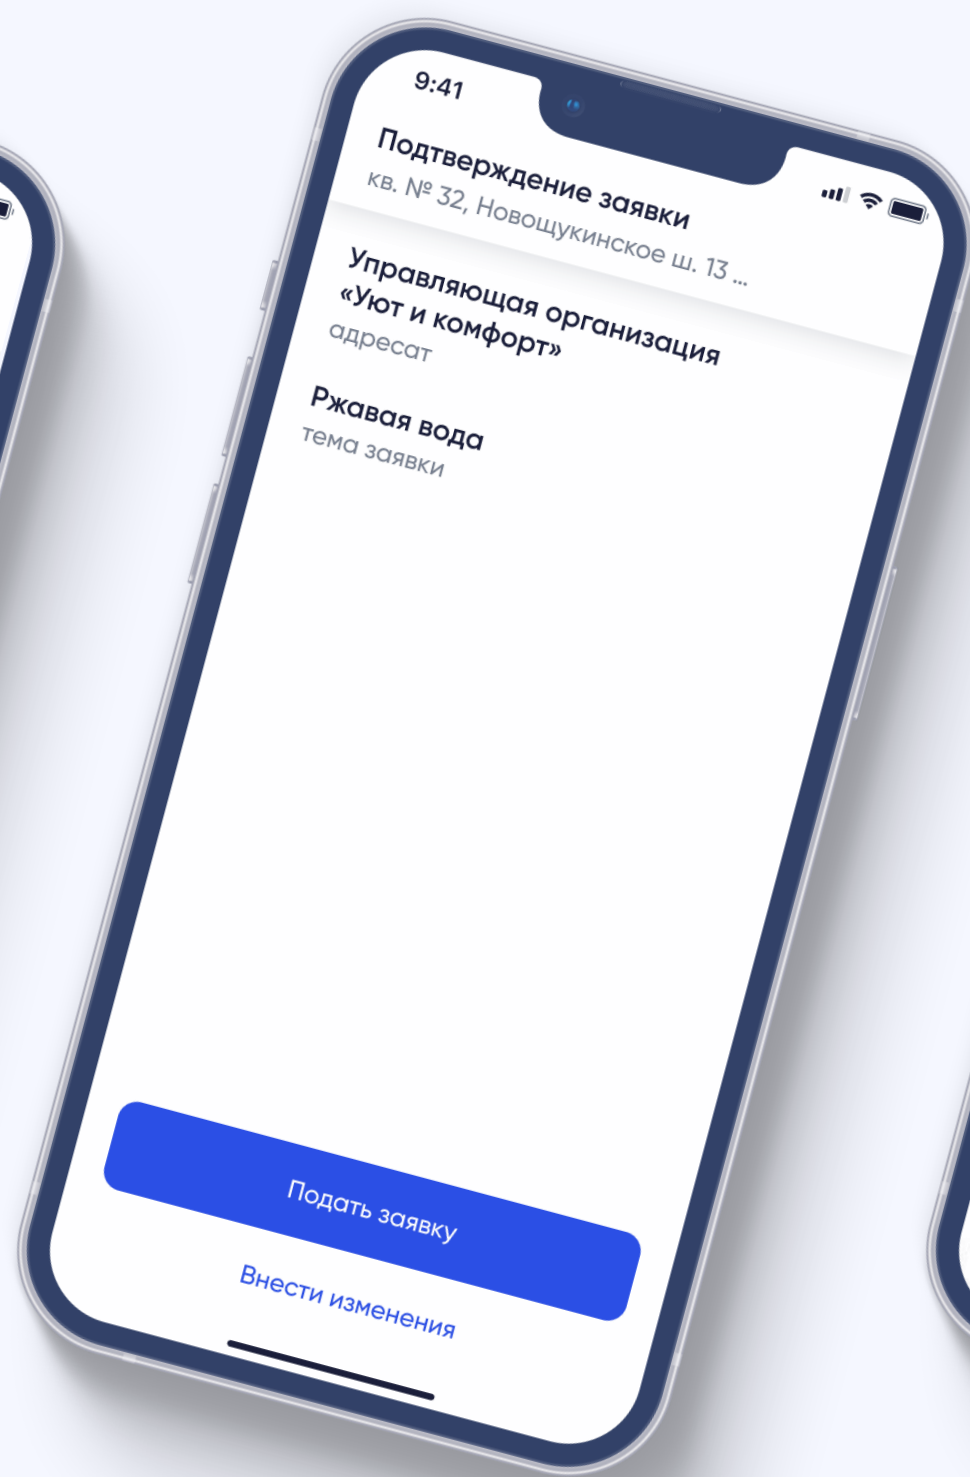 9:41
Подтверждение заявки
кв. № 32, Новощукинское ш. 13 ...
Управляющая организация
«Уют и комфорт»
адресат
Ржавая вода
тема заявки
Подать заявку
Внести изменения